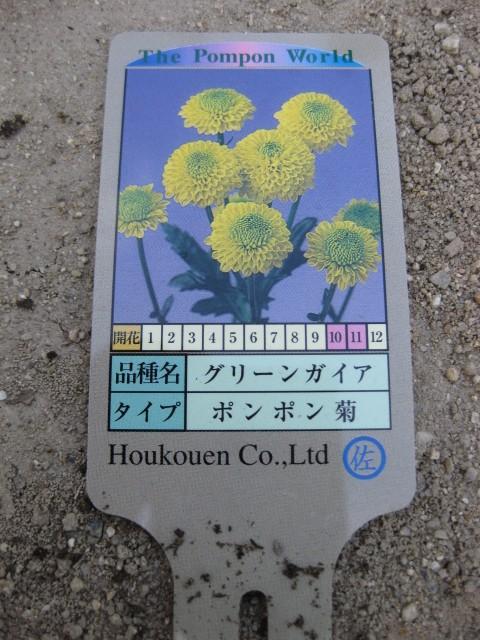 The Pompon World
開花 1 2 3 4 5 6 7 8 9 10 11 12
品種名 グリーンガイア
タイプ ポンポン菊
Houkouen Co.,Ltd 佐